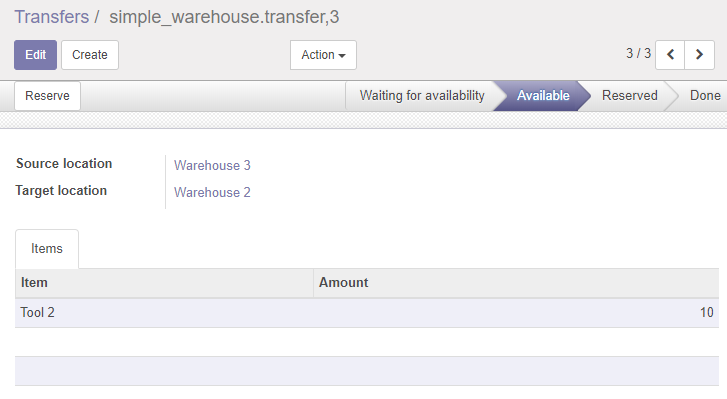 Transfers / simple_warehouse.transfer,3
Edit Create Action 3 / 3
Reserve Waiting for availability Available Reserved Done
Source location Warehouse 3
Target location Warehouse 2
Items
Item Amount
Tool 2 10